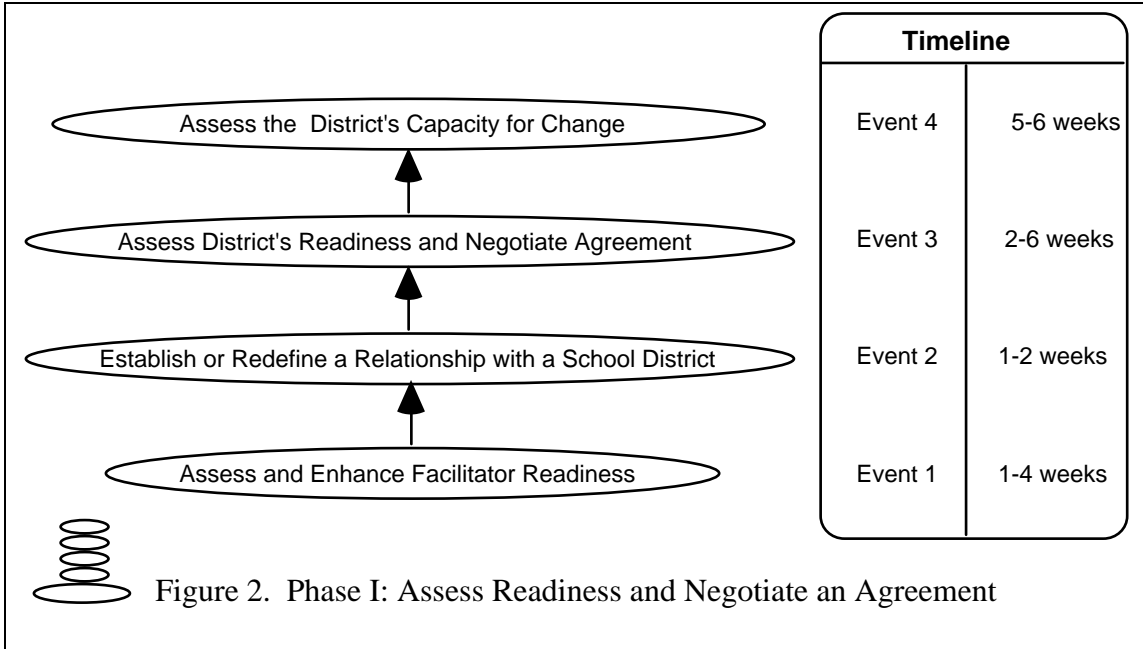 Timeline
Assess the District's Capacity for Change
Event 4
5-6 weeks
Assess District's Readiness and Negotiate Agreement
Event 3
2-6 weeks
Establish or Redefine a Relationship with a School District
Event 2
1-2 weeks
Assess and Enhance Facilitator Readiness
Event 1
1-4 weeks
Figure 2. Phase I: Assess Readiness and Negotiate an Agreement